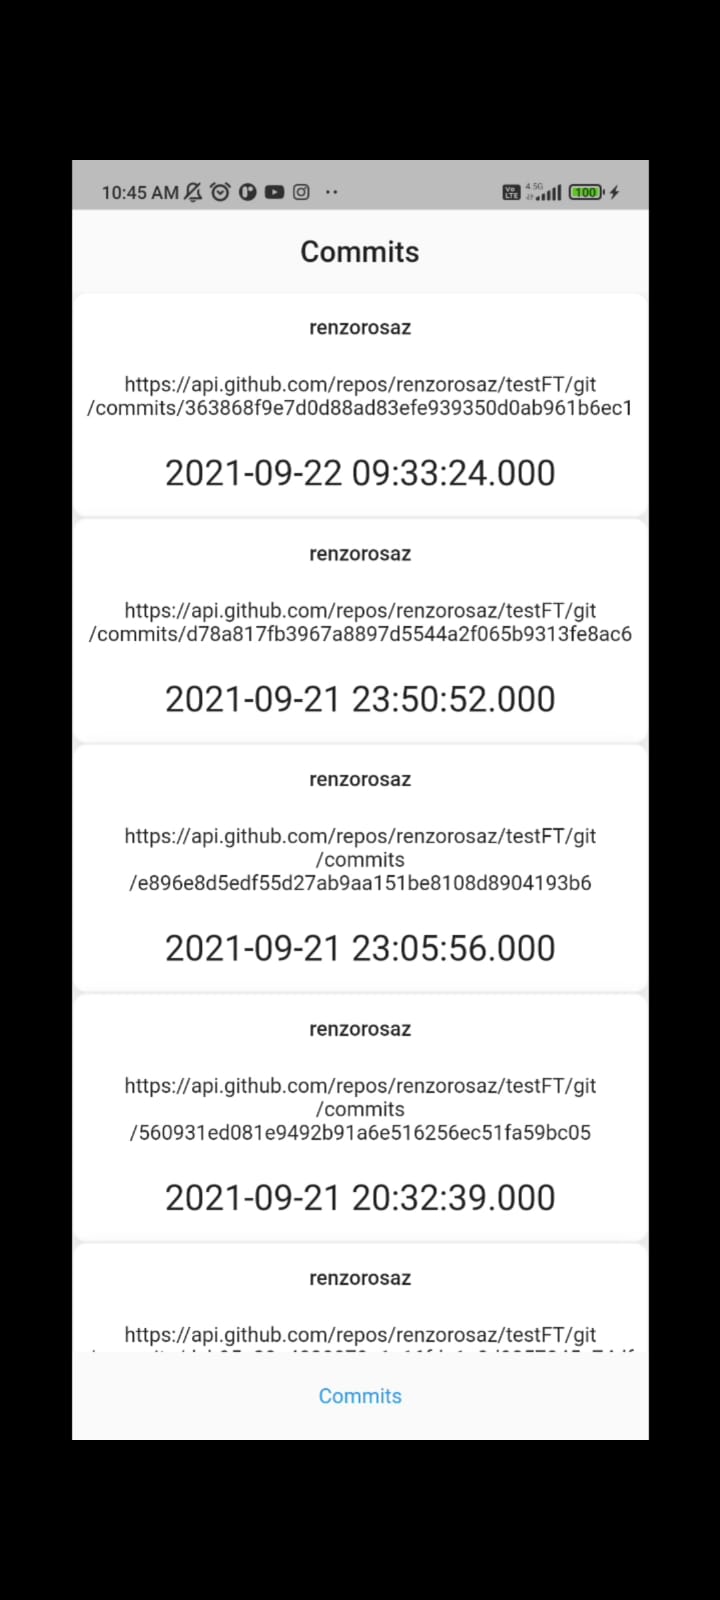 10:45 AM
Vo LTE 4.5G 100
Commits
renzorosaz
https://api.github.com/repos/renzorosaz/testFT/git
/commits/363868f9e7d0d88ad83efe939350d0ab961b6ec1
2021-09-22 09:33:24.000
renzorosaz
https://api.github.com/repos/renzorosaz/testFT/git
/commits/d78a817fb3967a8897d5544a2f065b9313fe8ac6
2021-09-21 23:50:52.000
renzorosaz
https://api.github.com/repos/renzorosaz/testFT/git
/commits
/e896e8d5edf55d27ab9aa151be8108d8904193b6
2021-09-21 23:05:56.000
renzorosaz
https://api.github.com/repos/renzorosaz/testFT/git
/commits
/560931ed081e9492b91a6e516256ec51fa59bc05
2021-09-21 20:32:39.000
renzorosaz
https://api.github.com/repos/renzorosaz/testFT/git
Commits